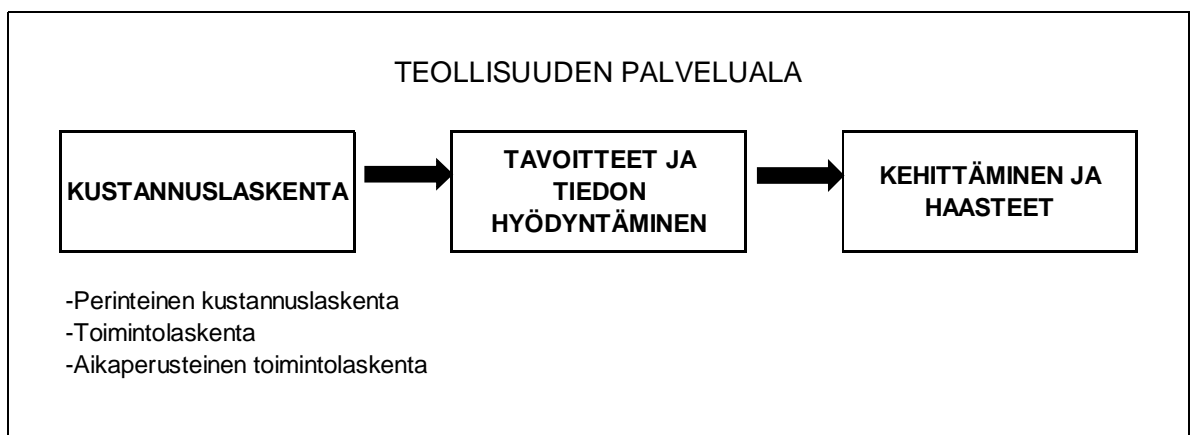 TEOLLISUUDEN PALVELUALA
KUSTANNUSLASKENTA
TAVOITTEET JA
TIEDON
HYÖDYNTÄMINEN
KEHITTÄMINEN JA
HAASTEET
-Perinteinen kustannuslaskenta
-Toimintolaskenta
-Aikaperusteinen toimintolaskenta